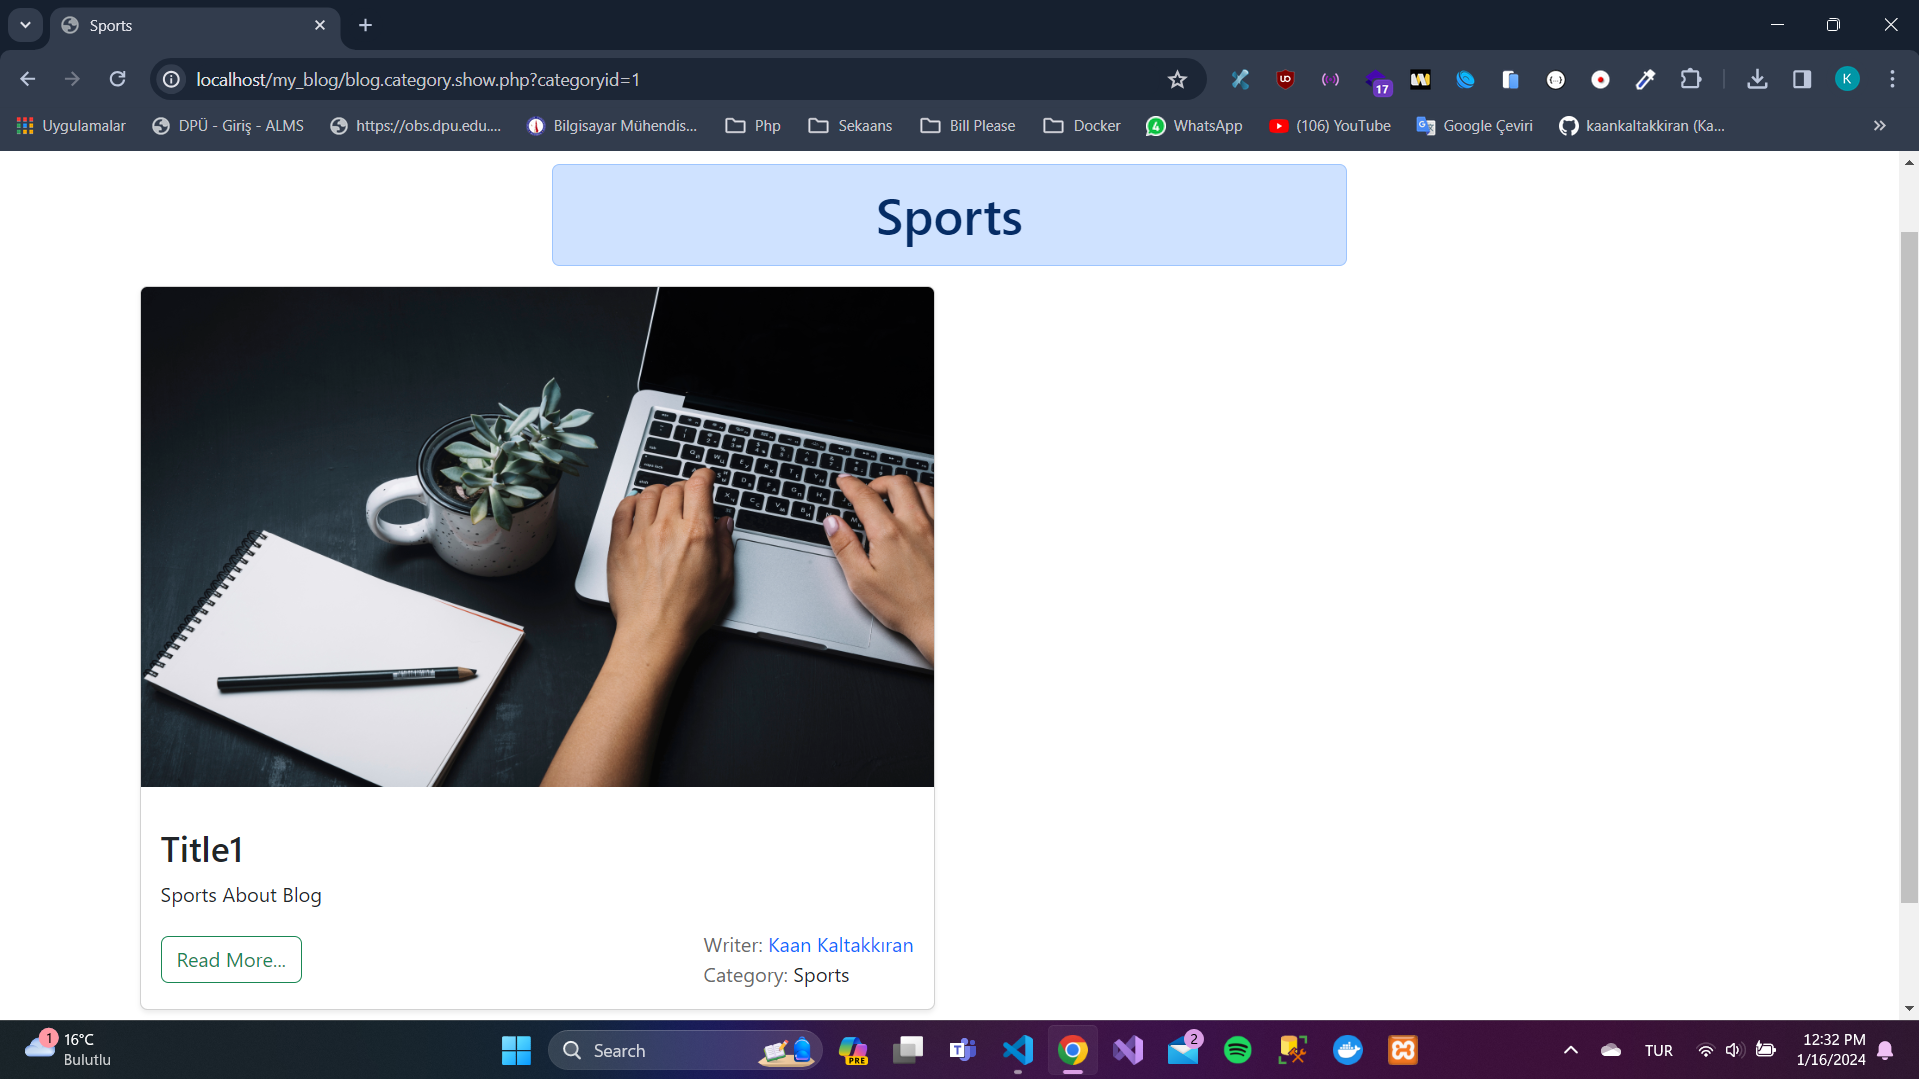 Sports
localhost/my_blog/blog.category.show.php?categoryid=1
17
K
Uygulamalar
DPÜ - Giriş - ALMS
https://obs.dpu.edu....
Bilgisayar Mühendis...
Php
Sekaans
Bill Please
Docker
4
WhatsApp
(106) YouTube
Google Çeviri
kaankaltakkiran (Ka...
Sports
Title1
Sports About Blog
Read More...
Writer: Kaan Kaltakkıran
Category: Sports
1
16°C
Bulutlu
Search
PRE
2
TUR
12:32 PM
1/16/2024